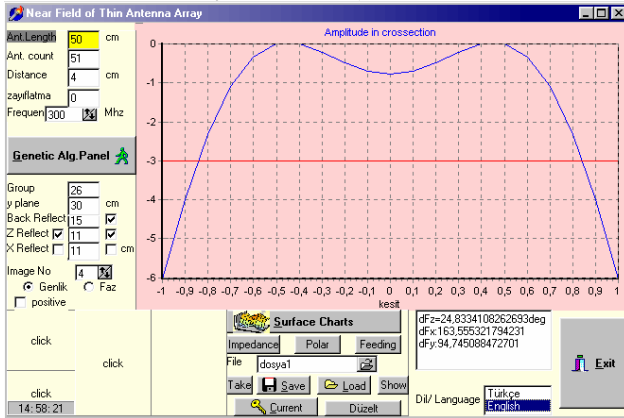 Near Field of Thin Antenna Array
Ant.Length 50 cm
Ant. count 51
Distance 4 cm
zayıflatma 0
Frequen 300 Mhz
Genetic Alg.Panel
Group 26
y plane 30 cm
Back Reflect 15
Z Reflect 11
X Reflect 11 cm
Image No 4
Genlik Faz
positive
Amplitude in crossection
0
-1
-2
-3
-4
-5
-6
-1 -0,9 -0,8 -0,7 -0,6 -0,5 -0,4 -0,3 -0,2 -0,1 0 0,1 0,2 0,3 0,4 0,5 0,6 0,7 0,8 0,9 1
kesit
click
click
click
14:58:21
Surface Charts
Impedance Polar Feeding
File dosya1
Take Save Load Show
Current Düzelt
dFz=24,8334108262693deg
dFx:163,555321794231
dFy:94,745088472701
Dil/ Language Türkçe
English
Exit